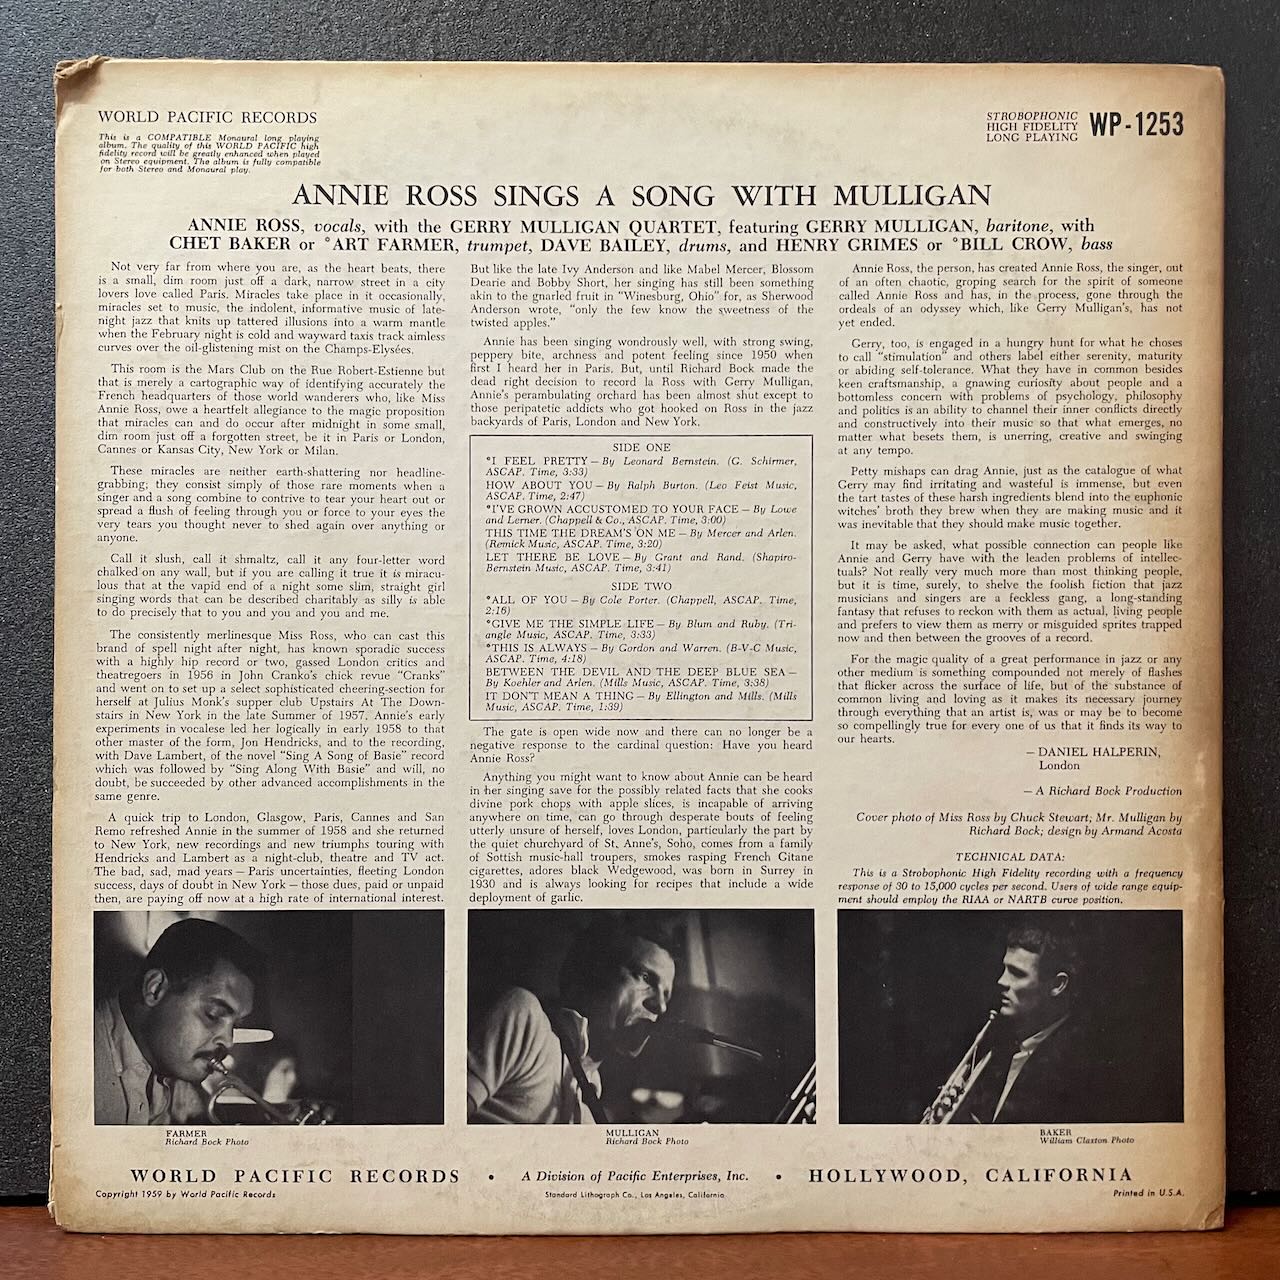 WORLD PACIFIC RECORDS
This is a COMPATIBLE Monaural long playing
album. The quality of this WORLD PACIFIC high
fidelity record will be greatly enhanced when played
on Stereo equipment. The album is fully compatible
for both Stereo and Monaural play.
STROBOPHONIC
HIGH FIDELITY
LONG PLAYING
WP-1253
ANNIE ROSS SINGS A SONG WITH MULLIGAN
ANNIE ROSS, vocals, with the GERRY MULLIGAN QUARTET, featuring GERRY MULLIGAN, baritone, with
CHET BAKER or *ART FARMER, trumpet, DAVE BAILEY, drums, and HENRY GRIMES or *BILL CROW, bass
Not very far from where you are, as the heart beats, there
is a small, dim room just off a dark, narrow street in a city
lovers love called Paris. Miracles take place in it occasionally,
miracles set to music, the indolent, informative music of late-
night jazz that knits up tattered illusions into a warm mantle
when the February night is cold and wayward taxis track aimless
curves over the oil-glistening mist on the Champs-Elysées.
This room is the Mars Club on the Rue Robert-Estienne but
that is merely a cartographic way of identifying accurately the
French headquarters of those world wanderers who, like Miss
Annie Ross, owe a heartfelt allegiance to the magic proposition
that miracles can and do occur after midnight in some small,
dim room just off a forgotten street, be it in Paris or London,
Cannes or Kansas City, New York or Milan.
These miracles are neither earth-shattering nor headline-
grabbing; they consist simply of those rare moments when a
singer and a song combine to contrive to tear your heart out or
spread a flush of feeling through you or force to your eyes the
very tears you thought never to shed again over anything or
anyone.
Call it slush, call it shmaltz, call it any four-letter word
chalked on any wall, but if you are calling it true it is miracu-
lous that at the vapid end of a night some slim, straight girl
singing words that can be described charitably as silly is able
to do precisely that to you and you and you and me.
The consistently merlinesque Miss Ross, who can cast this
brand of spell night after night, has known sporadic success
with a highly hip record or two, gassed London critics and
theatregoers in 1956 in John Cranko's chick revue "Cranks"
and went on to set up a select sophisticated cheering-section for
herself at Julius Monk's supper club Upstairs At The Down-
stairs in New York in the late Summer of 1957. Annie's early
experiments in vocalese led her logically in early 1958 to that
other master of the form, Jon Hendricks, and to the recording,
with Dave Lambert, of the novel "Sing A Song of Basie" record
which was followed by "Sing Along With Basie" and will, no
doubt, be succeeded by other advanced accomplishments in the
same genre.
A quick trip to London, Glasgow, Paris, Cannes and San
Remo refreshed Annie in the summer of 1958 and she returned
to New York, new recordings and new triumphs touring with
Hendricks and Lambert as a night-club, theatre and TV act.
The bad, sad, mad years — Paris uncertainties, fleeting London
success, days of doubt in New York — those dues, paid or unpaid
then, are paying off now at a high rate of international interest.
But like the late Ivy Anderson and like Mabel Mercer, Blossom
Dearie and Bobby Short, her singing has still been something
akin to the gnarled fruit in "Winesburg, Ohio" for, as Sherwood
Anderson wrote, "only the few know the sweetness of the
twisted apples."
Annie has been singing wondrously well, with strong swing,
peppery bite, archness and potent feeling since 1950 when
first I heard her in Paris. But, until Richard Bock made the
dead right decision to record la Ross with Gerry Mulligan,
Annie's perambulating orchard has been almost shut except to
those peripatetic addicts who got hooked on Ross in the jazz
backyards of Paris, London and New York.
SIDE ONE
*I FEEL PRETTY — By Leonard Bernstein. (G. Schirmer,
ASCAP. Time, 3:33)
HOW ABOUT YOU — By Ralph Burton. (Leo Feist Music,
ASCAP. Time, 2:47)
*I'VE GROWN ACCUSTOMED TO YOUR FACE — By Lowe
and Lerner. (Chappell & Co., ASCAP. Time, 3:00)
THIS TIME THE DREAM'S ON ME — By Mercer and Arlen.
(Remick Music, ASCAP. Time, 3:20)
LET THERE BE LOVE — By Grant and Rand. (Shapiro-
Bernstein Music, ASCAP. Time, 3:41)
SIDE TWO
*ALL OF YOU — By Cole Porter. (Chappell, ASCAP. Time,
2:16)
*GIVE ME THE SIMPLE LIFE — By Blum and Ruby. (Tri-
angle Music, ASCAP. Time, 3:33)
*THIS IS ALWAYS — By Gordon and Warren. (B-V-C Music,
ASCAP. Time, 4:18)
BETWEEN THE DEVIL AND THE DEEP BLUE SEA —
By Koehler and Arlen. (Mills Music, ASCAP. Time, 3:38)
IT DON'T MEAN A THING — By Ellington and Mills. (Mills
Music, ASCAP. Time, 1:39)
The gate is open wide now and there can no longer be a
negative response to the cardinal question: Have you heard
Annie Ross?
Anything you might want to know about Annie can be heard
in her singing save for the possibly related facts that she cooks
divine pork chops with apple slices, is incapable of arriving
anywhere on time, can go through desperate bouts of feeling
utterly unsure of herself, loves London, particularly the part by
the quiet churchyard of St. Anne's, Soho, comes from a family
of Sottish music-hall troupers, smokes rasping French Gitane
cigarettes, adores black Wedgewood, was born in Surrey in
1930 and is always looking for recipes that include a wide
deployment of garlic.
Annie Ross, the person, has created Annie Ross, the singer, out
of an often chaotic, groping search for the spirit of someone
called Annie Ross and has, in the process, gone through the
ordeals of an odyssey which, like Gerry Mulligan's, has not
yet ended.
Gerry, too, is engaged in a hungry hunt for what he choses
to call "stimulation" and others label either serenity, maturity
or abiding self-tolerance. What they have in common besides
keen craftsmanship, a gnawing curiosity about people and a
bottomless concern with problems of psychology, philosophy
and politics is an ability to channel their inner conflicts directly
and constructively into their music so that what emerges, no
matter what besets them, is unerring, creative and swinging
at any tempo.
Petty mishaps can drag Annie, just as the catalogue of what
Gerry may find irritating and wasteful is immense, but even
the tart tastes of these harsh ingredients blend into the euphonic
witches' broth they brew when they are making music and it
was inevitable that they should make music together.
It may be asked, what possible connection can people like
Annie and Gerry have with the leaden problems of intellec-
tuals? Not really very much more than most thinking people,
but it is time, surely, to shelve the foolish fiction that jazz
musicians and singers are a feckless gang, a long-standing
fantasy that refuses to reckon with them as actual, living people
and prefers to view them as merry or misguided sprites trapped
now and then between the grooves of a record.
For the magic quality of a great performance in jazz or any
other medium is something compounded not merely of flashes
that flicker across the surface of life, but of the substance of
common living and loving as it makes its necessary journey
through everything that an artist is, was or may be to become
so compellingly true for every one of us that it finds its way to
our hearts.
— DANIEL HALPERIN,
London
— A Richard Bock Production
Cover photo of Miss Ross by Chuck Stewart; Mr. Mulligan by
Richard Bock; design by Armand Acosta
TECHNICAL DATA:
This is a Strobophonic High Fidelity recording with a frequency
response of 30 to 15,000 cycles per second. Users of wide range equip-
ment should employ the RIAA or NARTB curve position.
FARMER
Richard Bock Photo
MULLIGAN
Richard Bock Photo
BAKER
William Claxton Photo
WORLD PACIFIC RECORDS • A Division of Pacific Enterprises, Inc. • HOLLYWOOD, CALIFORNIA
Copyright 1959 by World Pacific Records
Standard Lithograph Co., Los Angeles, California
Printed in U.S.A.